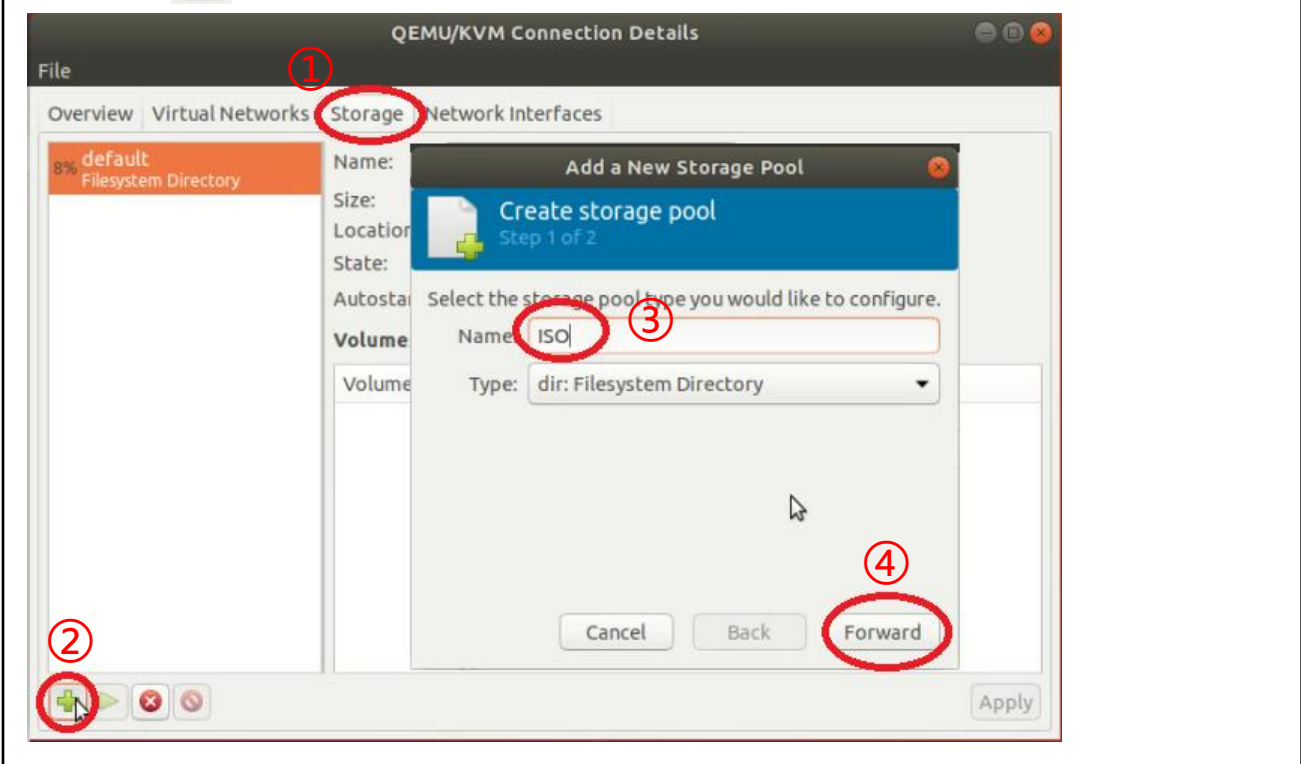 QEMU/KVM Connection Details
File
①
Overview Virtual Networks Storage Network Interfaces
8% default
Filesystem Directory
Name:
Size:
Location
State:
Autostar
Volume
Volume
Add a New Storage Pool
Create storage pool
Step 1 of 2
Select the storage pool type you would like to configure.
③
Name: ISO
Type: dir: Filesystem Directory
④
Cancel Back Forward
②
Apply